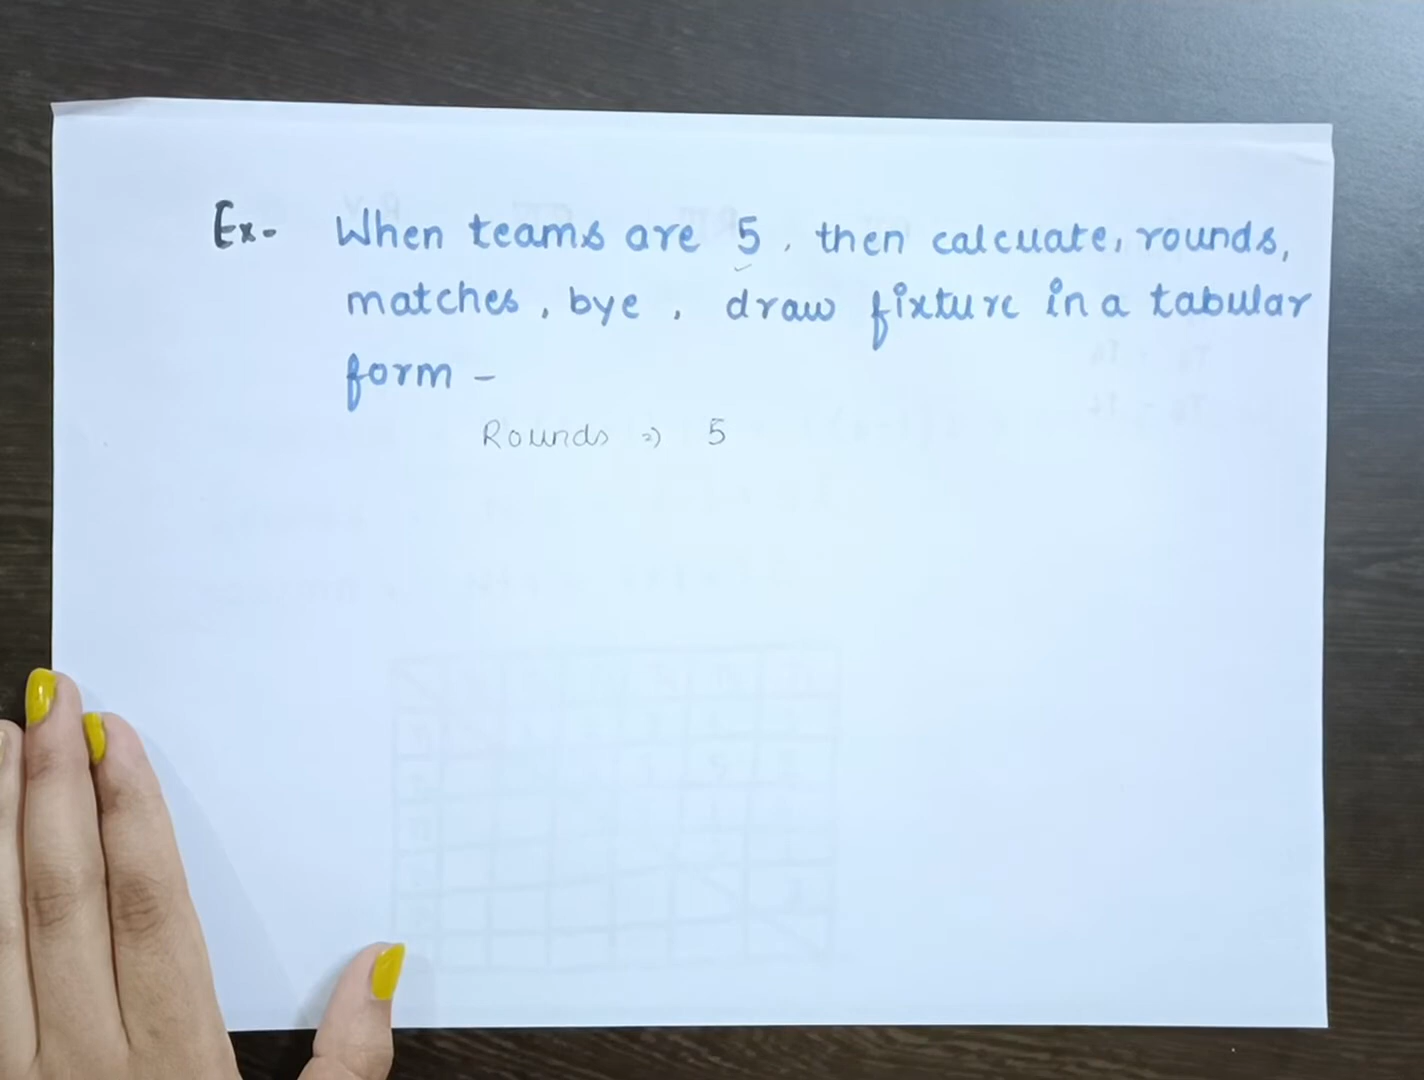 Ex- When teams are 5, then calcuate, rounds,
matches, bye, draw fixture in a tabular
form -
Rounds ⇒ 5